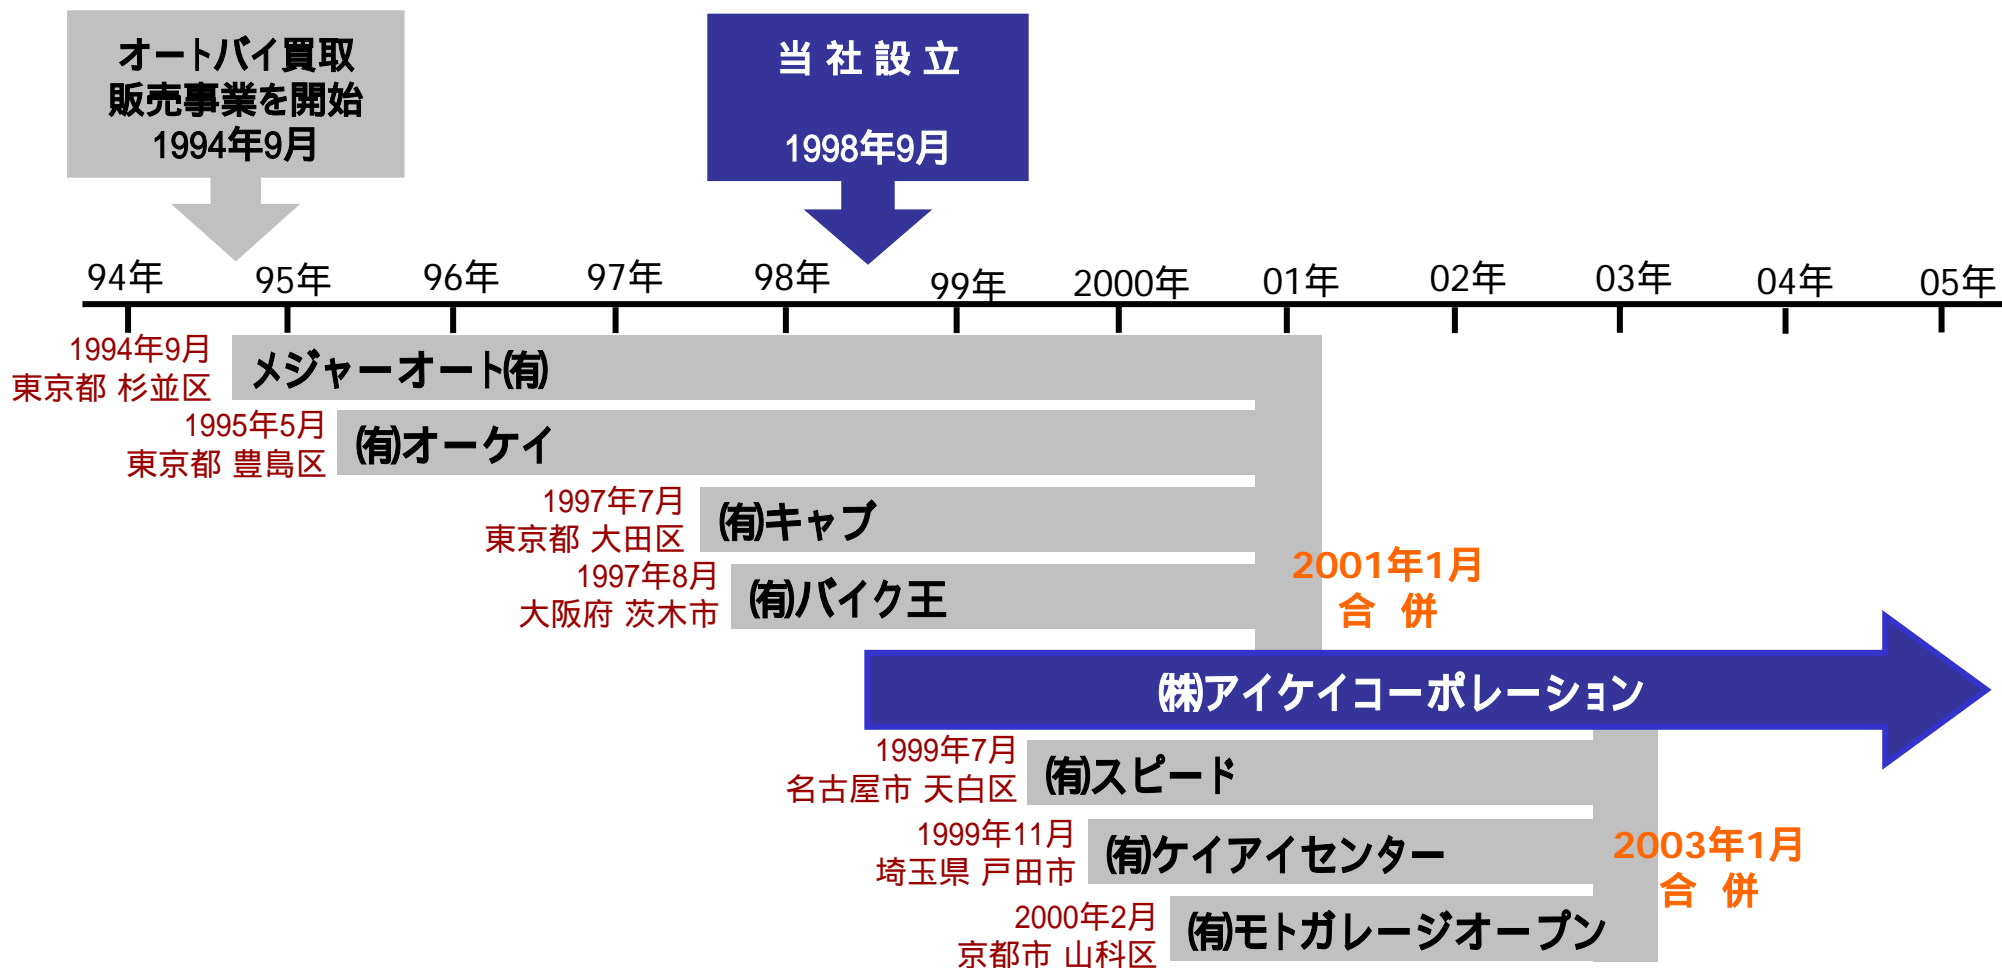 オートバイ買取
販売事業を開始
1994年9月
当 社 設 立
1998年9月
94年 95年 96年 97年 98年 99年 2000年 01年 02年 03年 04年 05年
1994年9月
東京都 杉並区
メジャーオート㈲
1995年5月
東京都 豊島区
㈲オーケイ
1997年7月
東京都 大田区
㈲キャブ
1997年8月
大阪府 茨木市
㈲バイク王
2001年1月
合 併
㈱アイケイコーポレーション
1999年7月
名古屋市 天白区
㈲スピード
1999年11月
埼玉県 戸田市
㈲ケイアイセンター
2003年1月
合 併
2000年2月
京都市 山科区
㈲モトガレージオープン